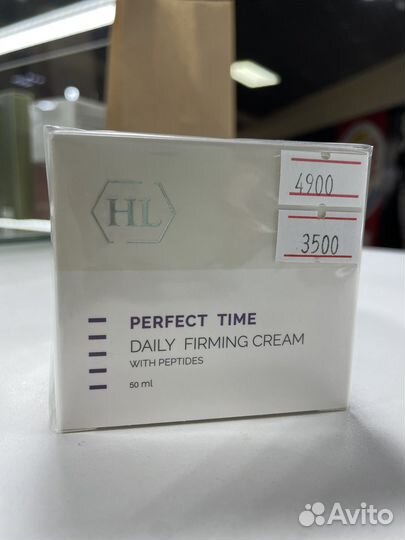 4900
3500
HL
PERFECT TIME
DAILY FIRMING CREAM
WITH PEPTIDES
50 ml
Avito